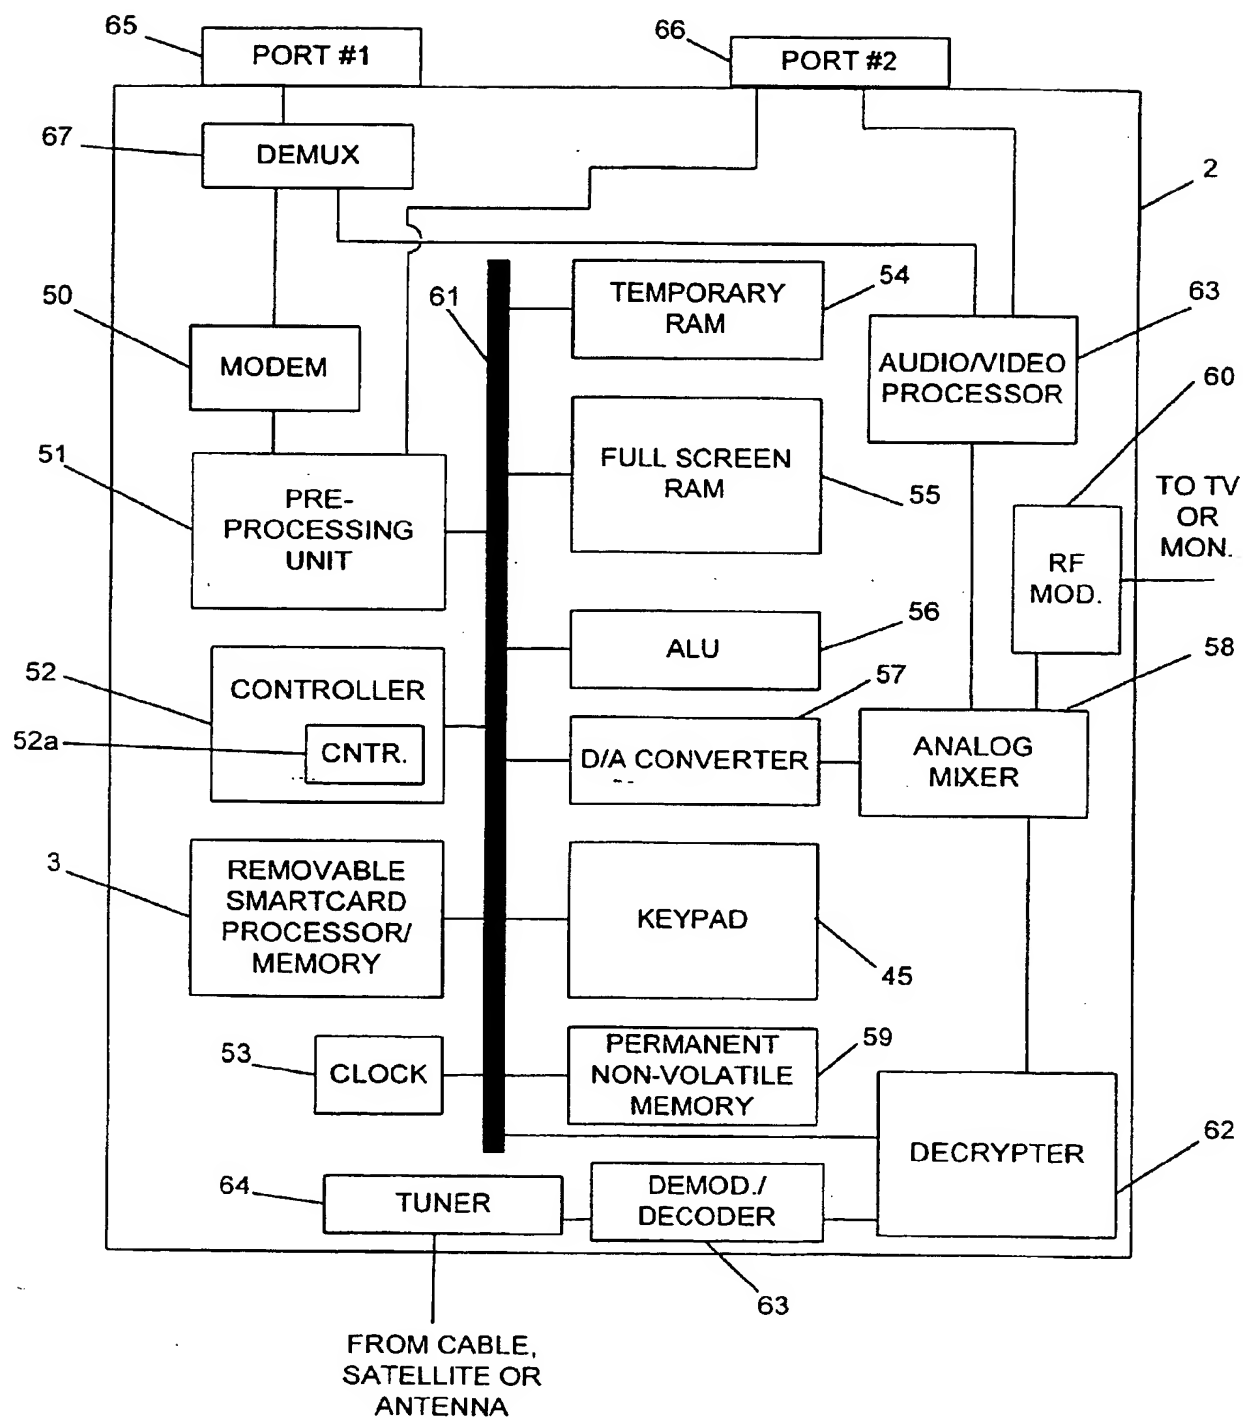 65
PORT #1
66
PORT #2
67
DEMUX
2
50
MODEM
61
TEMPORARY
RAM
54
63
AUDIO/VIDEO
PROCESSOR
60
51
PRE-
PROCESSING
UNIT
FULL SCREEN
RAM
55
TO TV
OR
MON.
RF
MOD.
ALU
56
52
CONTROLLER
52a
CNTR.
57
D/A CONVERTER
58
ANALOG
MIXER
3
REMOVABLE
SMARTCARD
PROCESSOR/
MEMORY
KEYPAD
45
53
CLOCK
PERMANENT
NON-VOLATILE
MEMORY
59
DECRYPTER
62
64
TUNER
DEMOD./
DECODER
63
FROM CABLE,
SATELLITE OR
ANTENNA